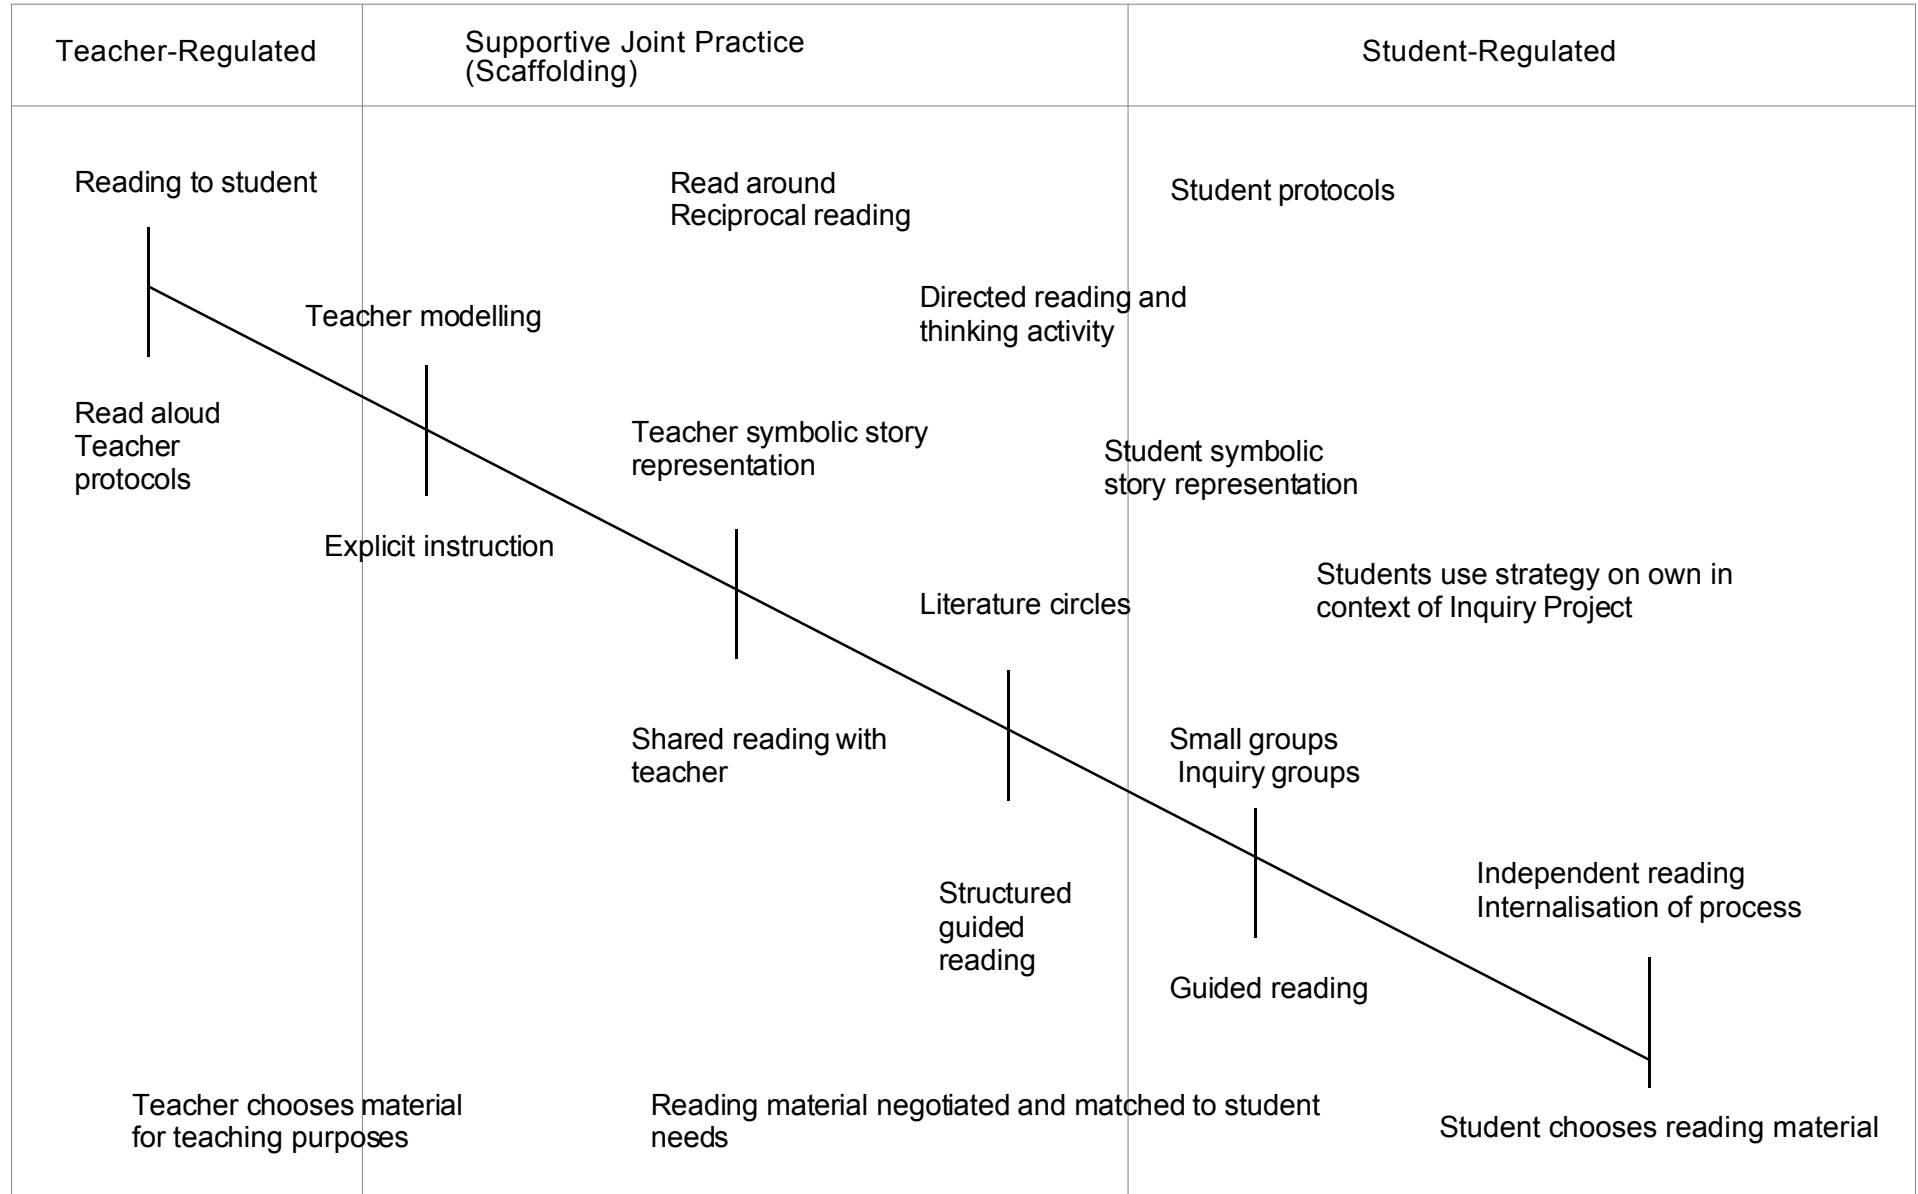 Teacher-Regulated
Supportive Joint Practice
(Scaffolding)
Student-Regulated
Reading to student
Read around
Reciprocal reading
Student protocols
Teacher modelling
Directed reading and
thinking activity
Read aloud
Teacher
protocols
Teacher symbolic story
representation
Student symbolic
story representation
Explicit instruction
Literature circles
Students use strategy on own in
context of Inquiry Project
Shared reading with
teacher
Small groups
Inquiry groups
Structured
guided
reading
Independent reading
Internalisation of process
Guided reading
Teacher chooses material
for teaching purposes
Reading material negotiated and matched to student
needs
Student chooses reading material